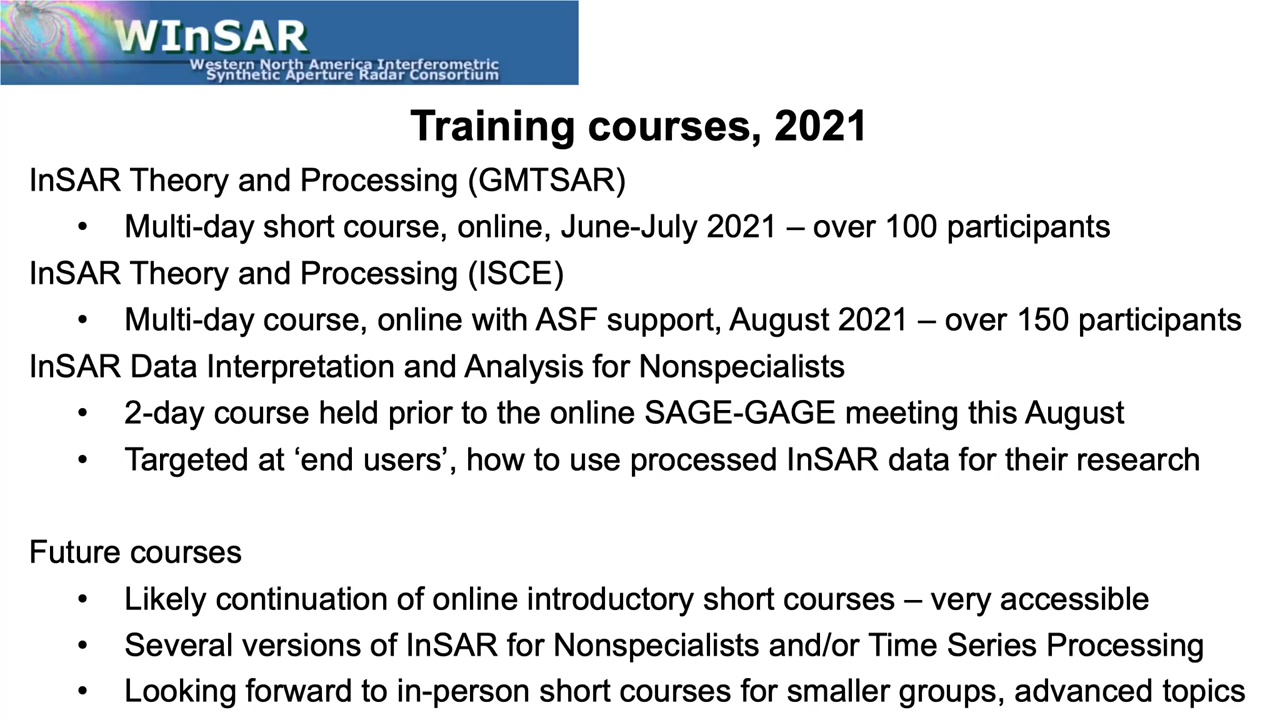 WInSAR
Western North America Interferometric
Synthetic Aperture Radar Consortium
Training courses, 2021
InSAR Theory and Processing (GMTSAR)
• Multi-day short course, online, June-July 2021 – over 100 participants
InSAR Theory and Processing (ISCE)
• Multi-day course, online with ASF support, August 2021 – over 150 participants
InSAR Data Interpretation and Analysis for Nonspecialists
• 2-day course held prior to the online SAGE-GAGE meeting this August
• Targeted at ‘end users’, how to use processed InSAR data for their research
Future courses
• Likely continuation of online introductory short courses – very accessible
• Several versions of InSAR for Nonspecialists and/or Time Series Processing
• Looking forward to in-person short courses for smaller groups, advanced topics